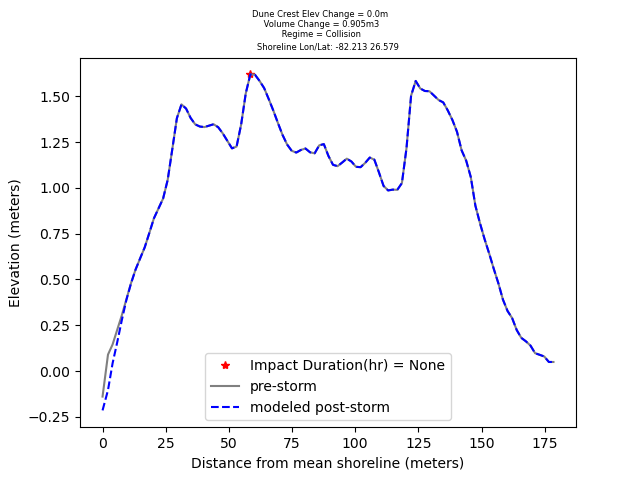 Dune Crest Elev Change = 0.0m
Volume Change = 0.905m3
Regime = Collision
Shoreline Lon/Lat: -82.213 26.579
Elevation (meters)
1.50
1.25
1.00
0.75
0.50
0.25
0.00
−0.25
Impact Duration(hr) = None
pre-storm
modeled post-storm
0 25 50 75 100 125 150 175
Distance from mean shoreline (meters)